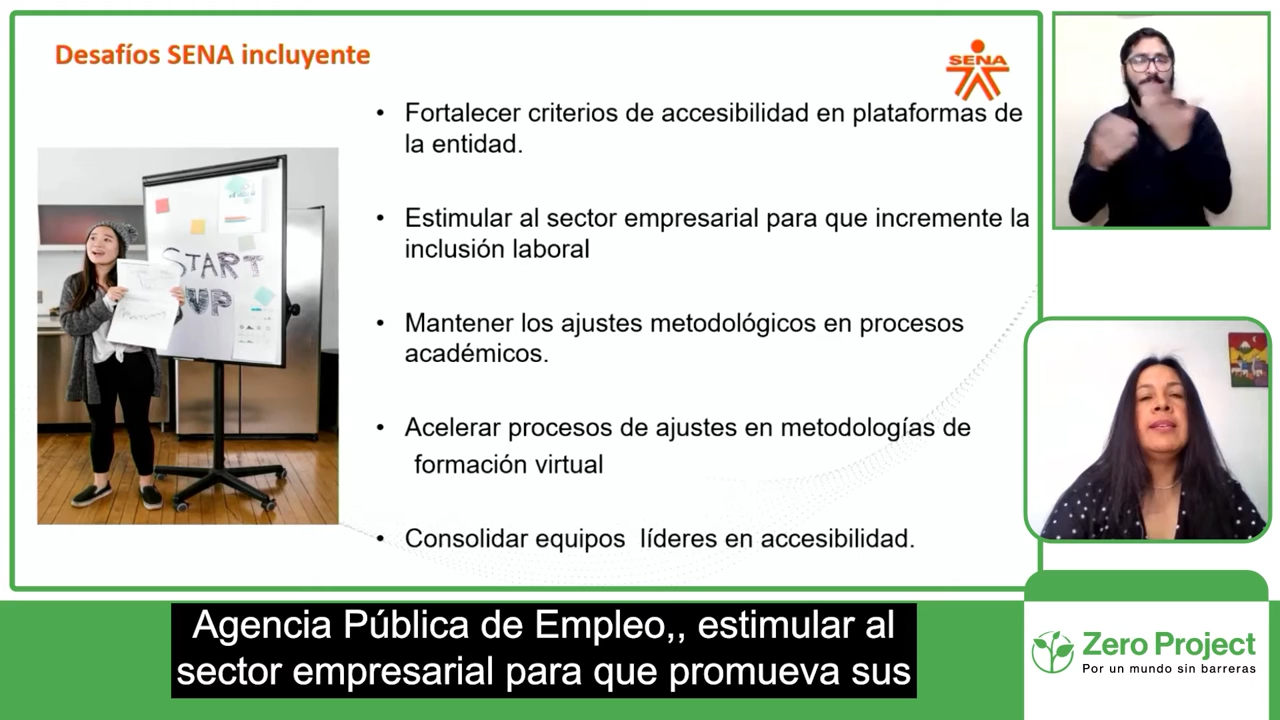 Desafíos SENA incluyente
SENA
• Fortalecer criterios de accesibilidad en plataformas de
la entidad.
• Estimular al sector empresarial para que incremente la
inclusión laboral
• Mantener los ajustes metodológicos en procesos
académicos.
• Acelerar procesos de ajustes en metodologías de
formación virtual
• Consolidar equipos líderes en accesibilidad.
START
UP
Agencia Pública de Empleo,, estimular al
sector empresarial para que promueva sus
Zero Project
Por un mundo sin barreras